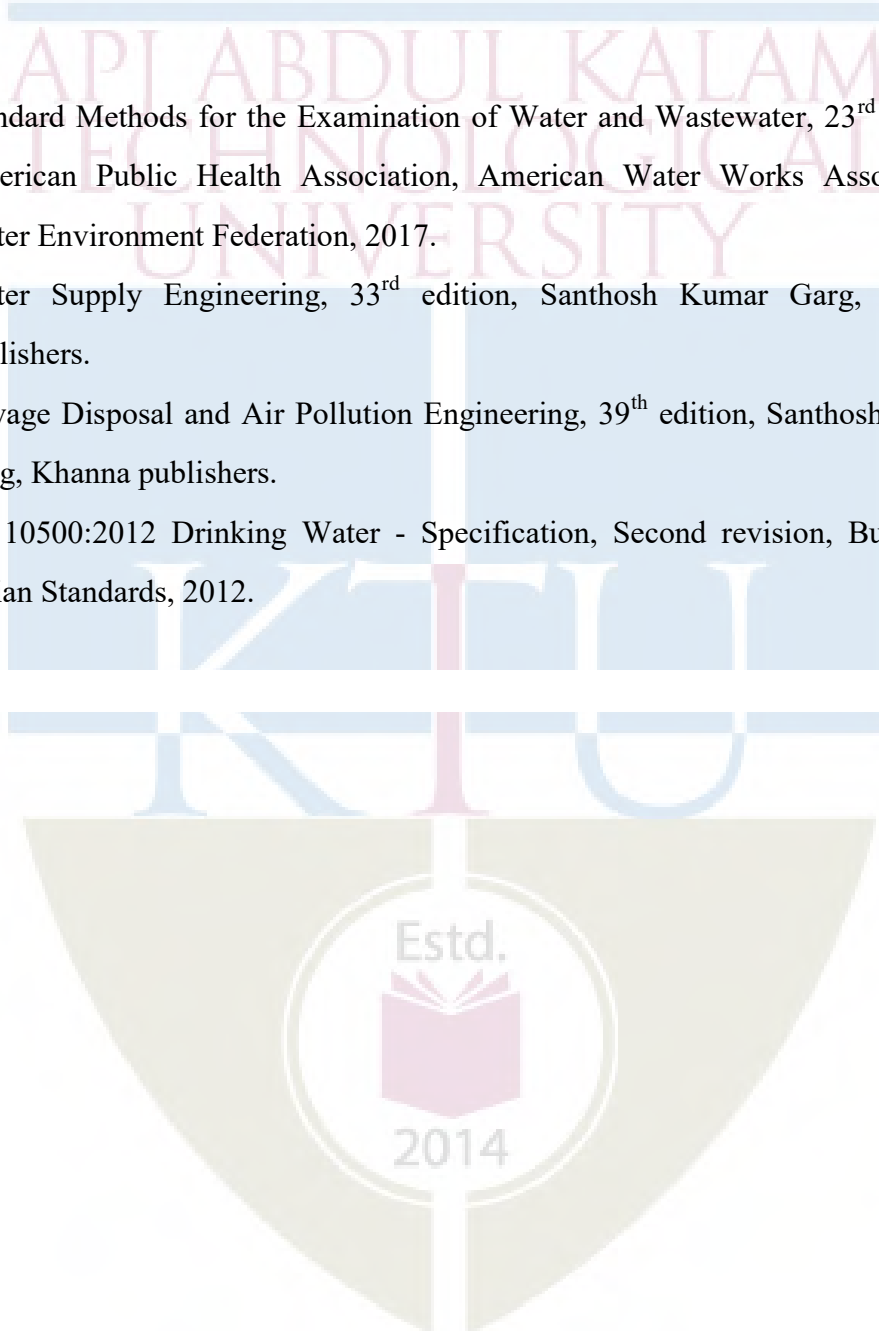 APJ ABDUL KALAM
TECHNOLOGICAL
UNIVERSITY
ndard Methods for the Examination of Water and Wastewater, 23rd
erican Public Health Association, American Water Works Asso
ter Environment Federation, 2017.
ter Supply Engineering, 33rd edition, Santhosh Kumar Garg,
lishers.
vage Disposal and Air Pollution Engineering, 39th edition, Santhosh
g, Khanna publishers.
10500:2012 Drinking Water - Specification, Second revision, Bu
ian Standards, 2012.
KTU
Estd.
2014